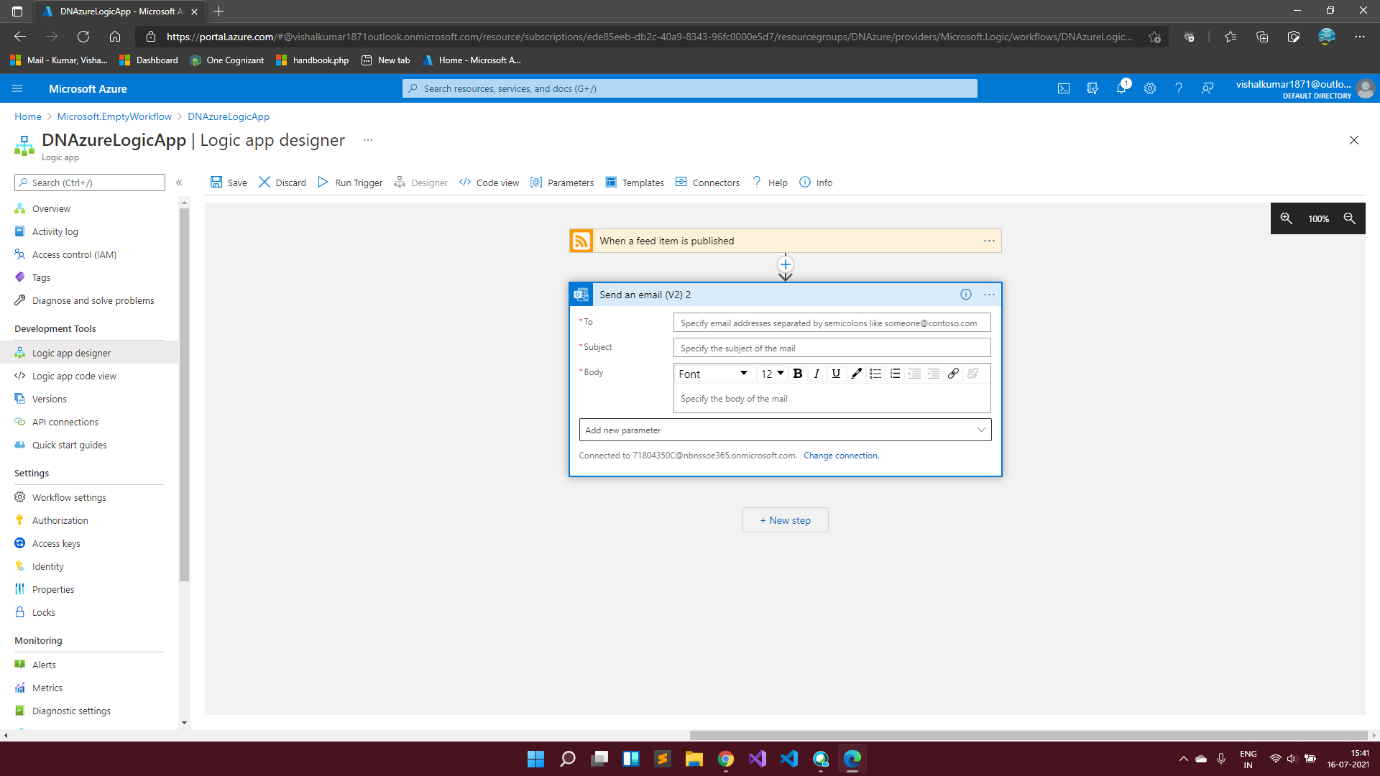 DNAzureLogicApp - Microsoft A:
https://portal.azure.com/#@vishalkumar1871outlook.onmicrosoft.com/resource/subscriptions/ede85eeb-db2c-40a9-8343-96fc0000e5d7/resourcegroups/DNAzure/providers/Microsoft.Logic/workflows/DNAzureLogic...
Mail - Kumar, Visha... Dashboard One Cognizant handbook.php New tab Home - Microsoft A...
Microsoft Azure Search resources, services, and docs (G+/) 1 vishalkumar1871@outlo...
DEFAULT DIRECTORY
Home > Microsoft.EmptyWorkflow > DNAzureLogicApp
DNAzureLogicApp | Logic app designer ...
Logic app
Search (Ctrl+/) « Save Discard Run Trigger Designer Code view Parameters Templates Connectors Help Info
Overview
Activity log
Access control (IAM)
Tags
Diagnose and solve problems
Development Tools
Logic app designer
Logic app code view
Versions
API connections
Quick start guides
Settings
Workflow settings
Authorization
Access keys
Identity
Properties
Locks
Monitoring
Alerts
Metrics
Diagnostic settings
100%
When a feed item is published ...
Send an email (V2) 2 ...
*To Specify email addresses separated by semicolons like someone@contoso.com
*Subject Specify the subject of the mail
*Body Font 12 B I U
Specify the body of the mail
Add new parameter
Connected to 71804350C@nbnssoe365.onmicrosoft.com. Change connection.
+ New step
ENG 15:41
IN 16-07-2021